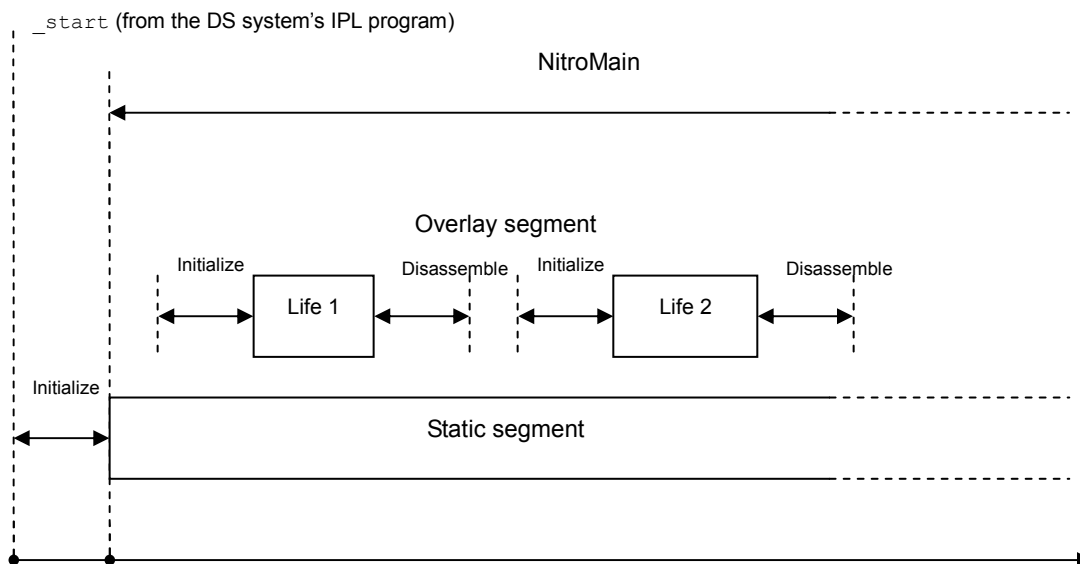 _start (from the DS system's IPL program)
NitroMain
Overlay segment
Initialize
Disassemble
Initialize
Disassemble
Life 1
Life 2
Initialize
Static segment